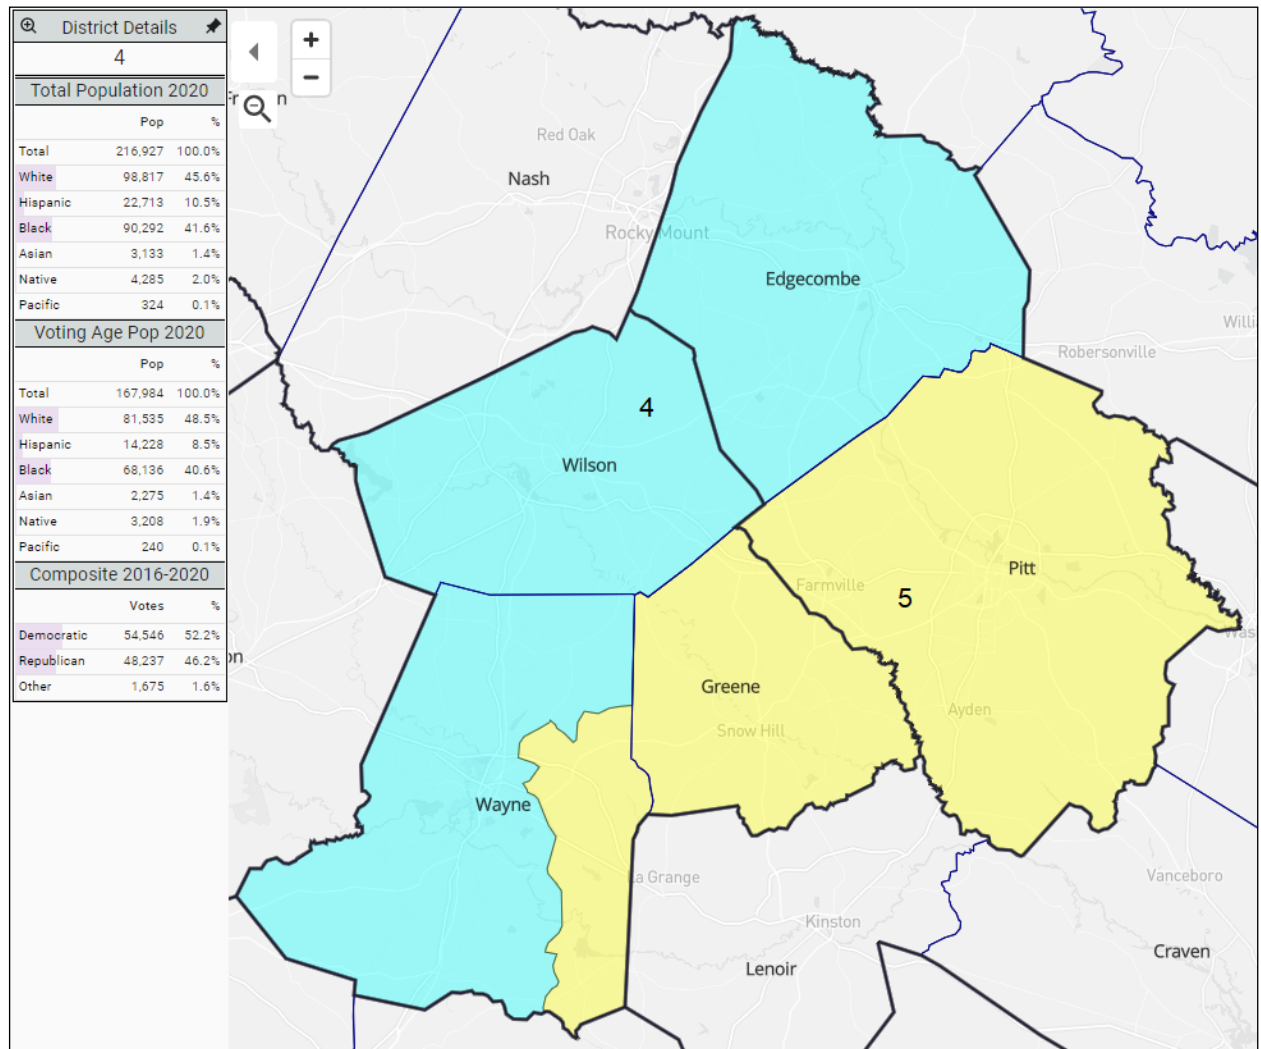 District Details
4
Total Population 2020
Pop %
Total 216,927 100.0%
White 98,817 45.6%
Hispanic 22,713 10.5%
Black 90,292 41.6%
Asian 3,133 1.4%
Native 4,285 2.0%
Pacific 324 0.1%
Voting Age Pop 2020
Pop %
Total 167,984 100.0%
White 81,535 48.5%
Hispanic 14,228 8.5%
Black 68,136 40.6%
Asian 2,275 1.4%
Native 3,208 1.9%
Pacific 240 0.1%
Composite 2016-2020
Votes %
Democratic 54,546 52.2%
Republican 48,237 46.2%
Other 1,675 1.6%
+
−
Red Oak
Nash
Rocky Mount
Edgecombe
Willi
Robersonville
4
Wilson
Pitt
Farmville
5
Was
on
Greene
Ayden
Snow Hill
Wayne
La Grange
Vanceboro
Kinston
Craven
Lenoir